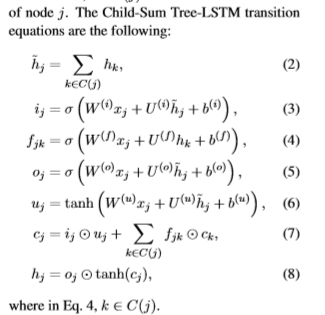 of node j. The Child-Sum Tree-LSTM transition
equations are the following:
h̃_j = ∑_{k∈C(j)} h_k, (2)
i_j = σ(W^{(i)}x_j + U^{(i)}h̃_j + b^{(i)}), (3)
f_{jk} = σ(W^{(f)}x_j + U^{(f)}h_k + b^{(f)}), (4)
o_j = σ(W^{(o)}x_j + U^{(o)}h̃_j + b^{(o)}), (5)
u_j = tanh(W^{(u)}x_j + U^{(u)}h̃_j + b^{(u)}), (6)
c_j = i_j ⊙ u_j + ∑_{k∈C(j)} f_{jk} ⊙ c_k, (7)
h_j = o_j ⊙ tanh(c_j), (8)
where in Eq. 4, k ∈ C(j).